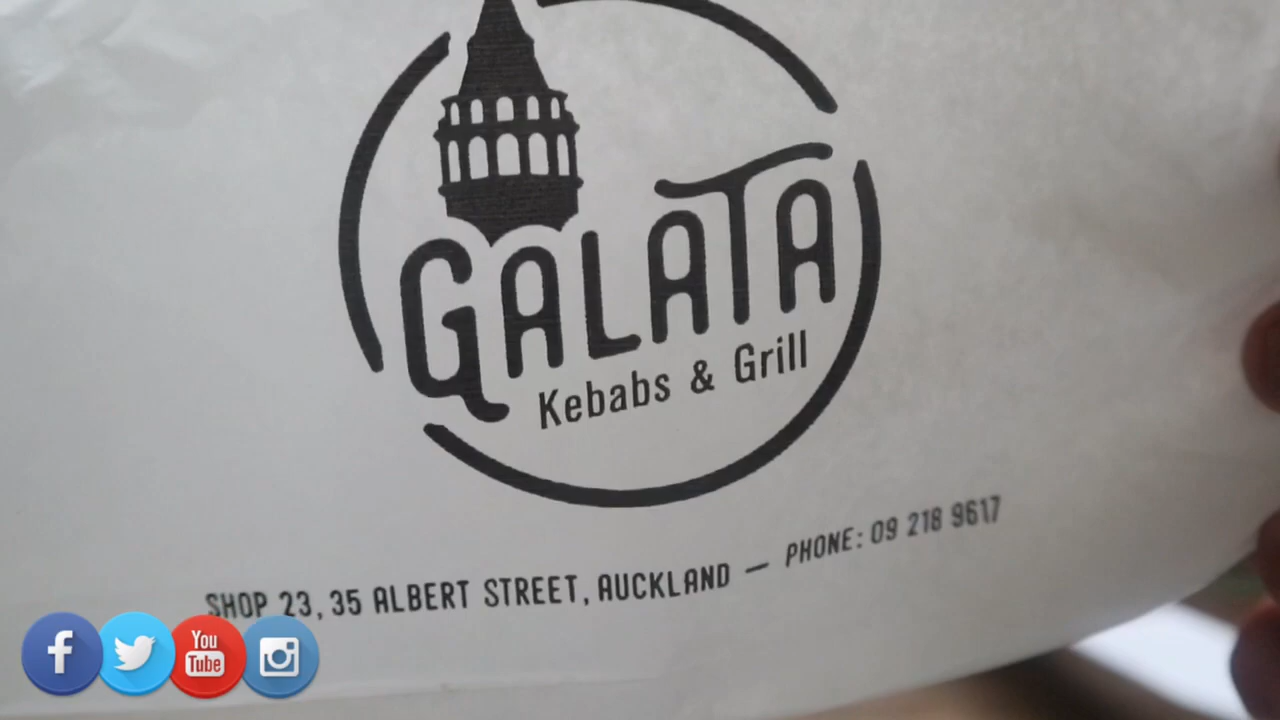 GALATA
Kebabs & Grill
SHOP 23, 35 ALBERT STREET, AUCKLAND — PHONE: 09 218 9617
f
You
Tube